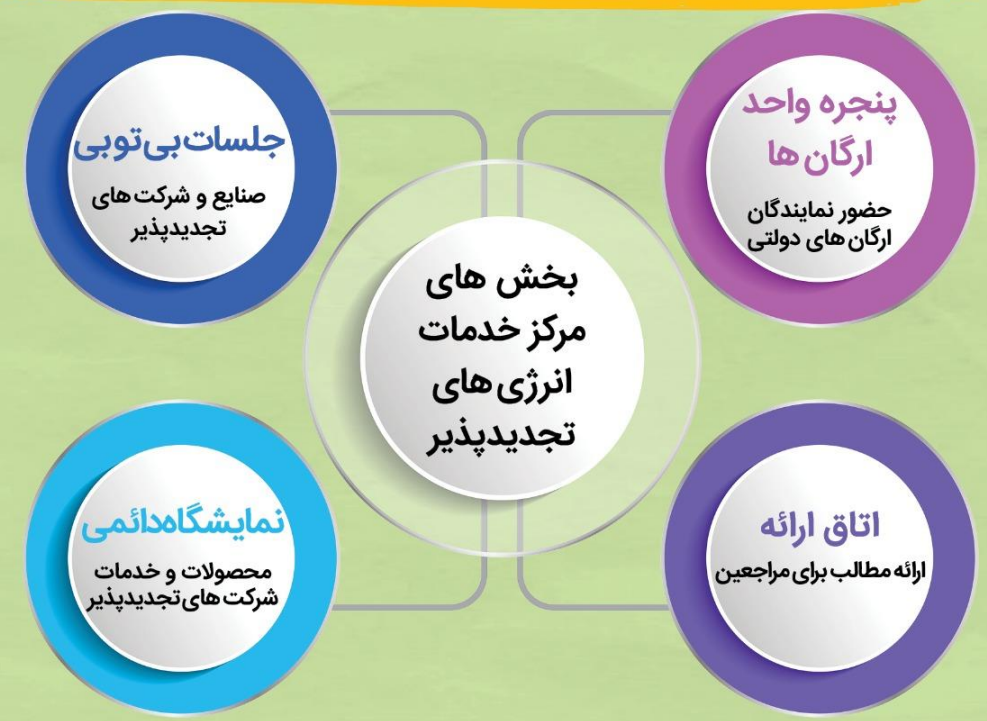 پنجره واحد
ارگان ها
حضور نمایندگان
ارگان های دولتی
جلسات بی توبی
صنایع و شرکت های
تجدیدپذیر
بخش های
مرکز خدمات
انرژی های
تجدیدپذیر
اتاق ارائه
ارائه مطالب برای مراجعین
نمایشگاه دائمی
محصولات و خدمات
شرکت های تجدیدپذیر